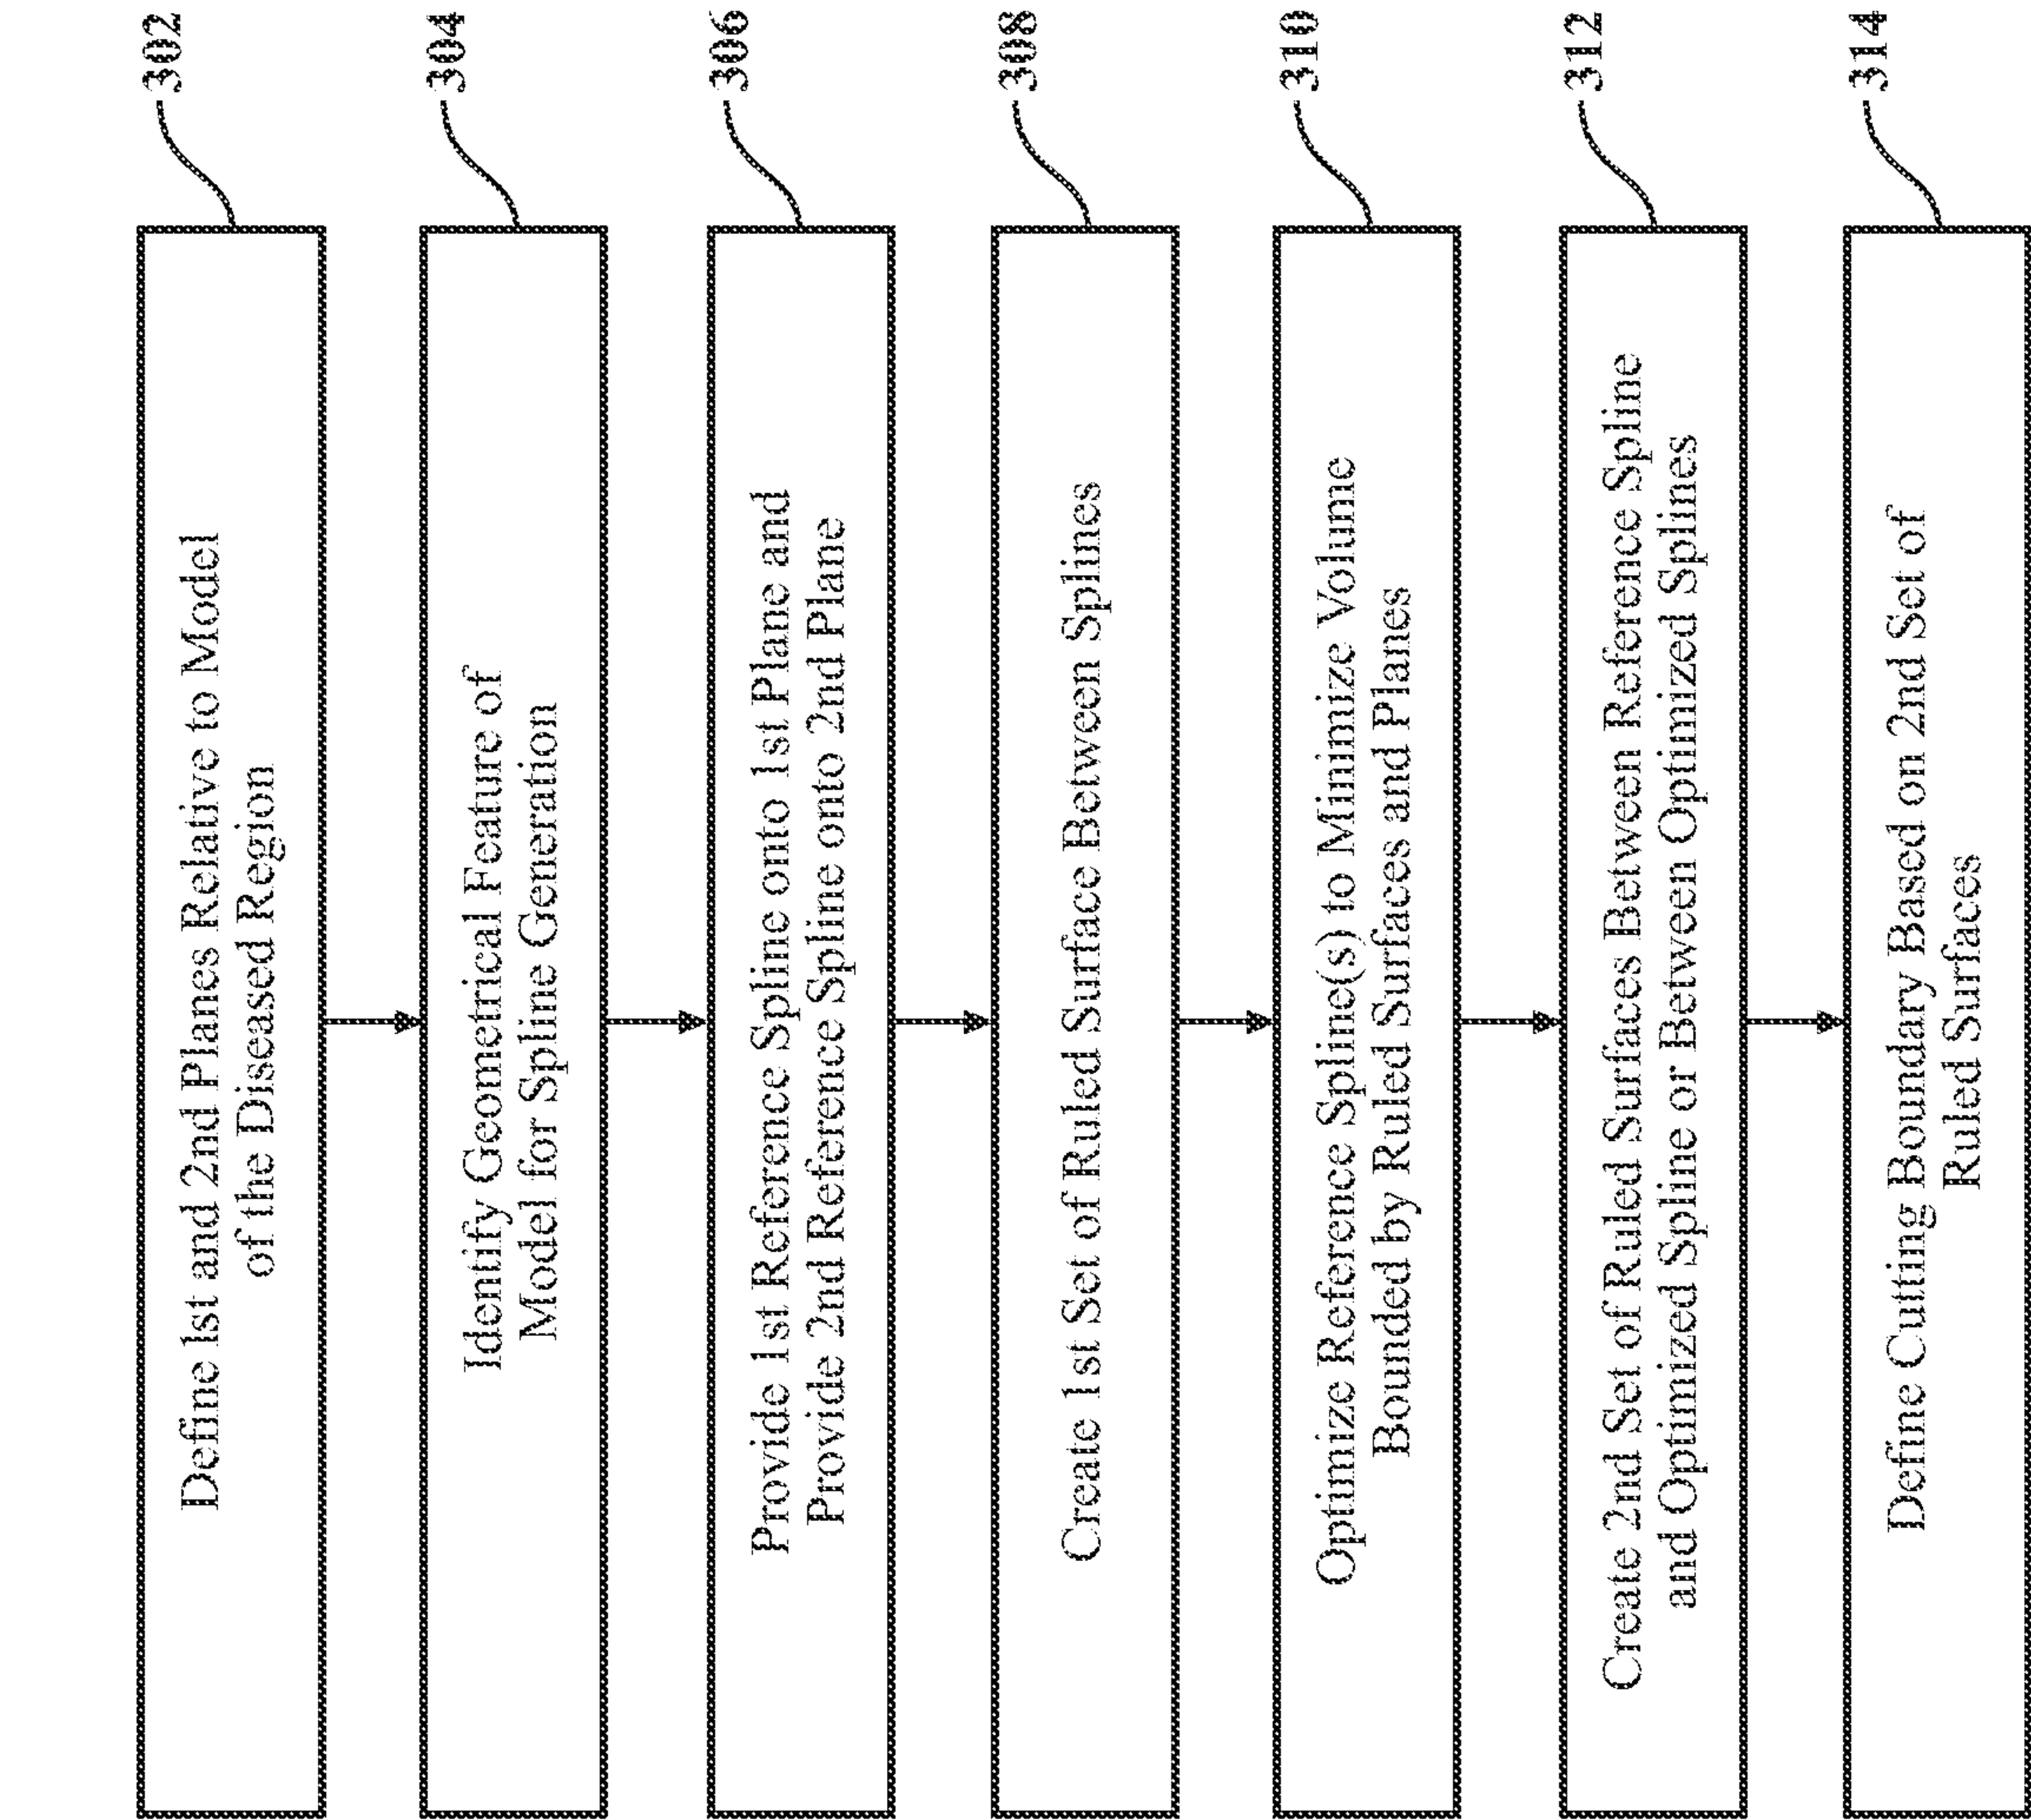 302
Define 1st and 2nd Planes Relative to Model
of the Diseased Region
304
Identify Geometrical Feature of
Model for Spline Generation
306
Provide 1st Reference Spline onto 1st Plane and
Provide 2nd Reference Spline onto 2nd Plane
308
Create 1st Set of Ruled Surface Between Splines
310
Optimize Reference Spline(s) to Minimize Volume
Bounded by Ruled Surfaces and Planes
312
Create 2nd Set of Ruled Surfaces Between Reference Spline
and Optimized Spline or Between Optimized Splines
314
Define Cutting Boundary Based on 2nd Set of
Ruled Surfaces